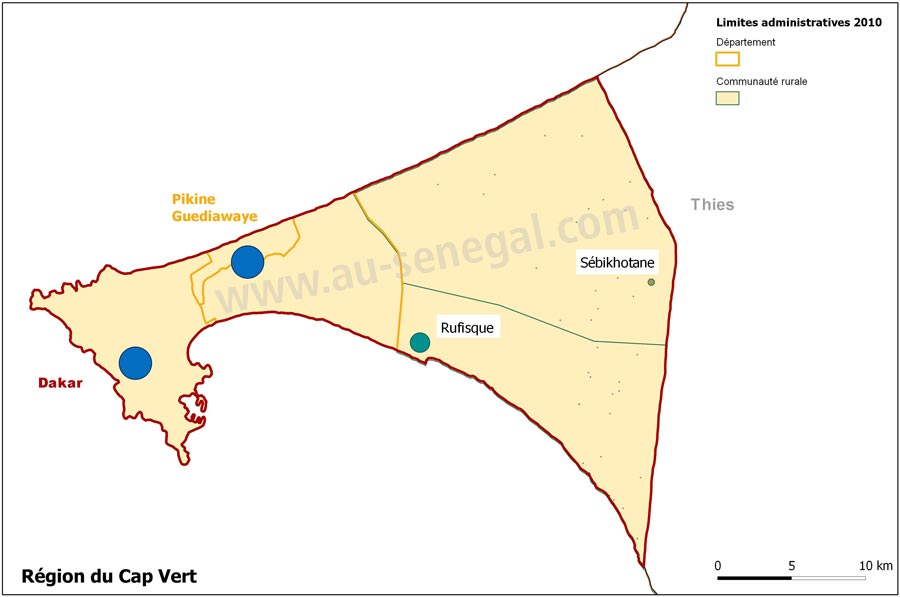 Limites administratives 2010
Département
Communauté rurale
Pikine
Guediawaye
Thies
www.au-senegal.com
Sébikhotane
Rufisque
Dakar
Région du Cap Vert
0 5 10 km